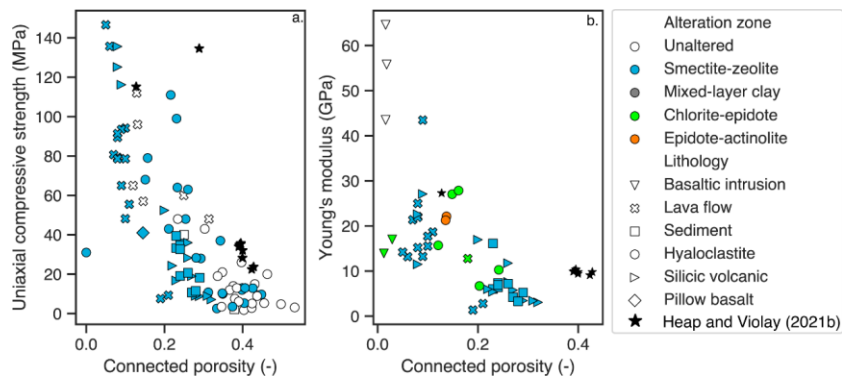 a.
Uniaxial compressive strength (MPa)
140
120
100
80
60
40
20
0
0.0 0.2 0.4
Connected porosity (-)
b.
Young's modulus (GPa)
60
50
40
30
20
10
0
0.0 0.2 0.4
Connected porosity (-)
Alteration zone
Unaltered
Smectite-zeolite
Mixed-layer clay
Chlorite-epidote
Epidote-actinolite
Lithology
Basaltic intrusion
Lava flow
Sediment
Hyaloclastite
Silicic volcanic
Pillow basalt
Heap and Violay (2021b)